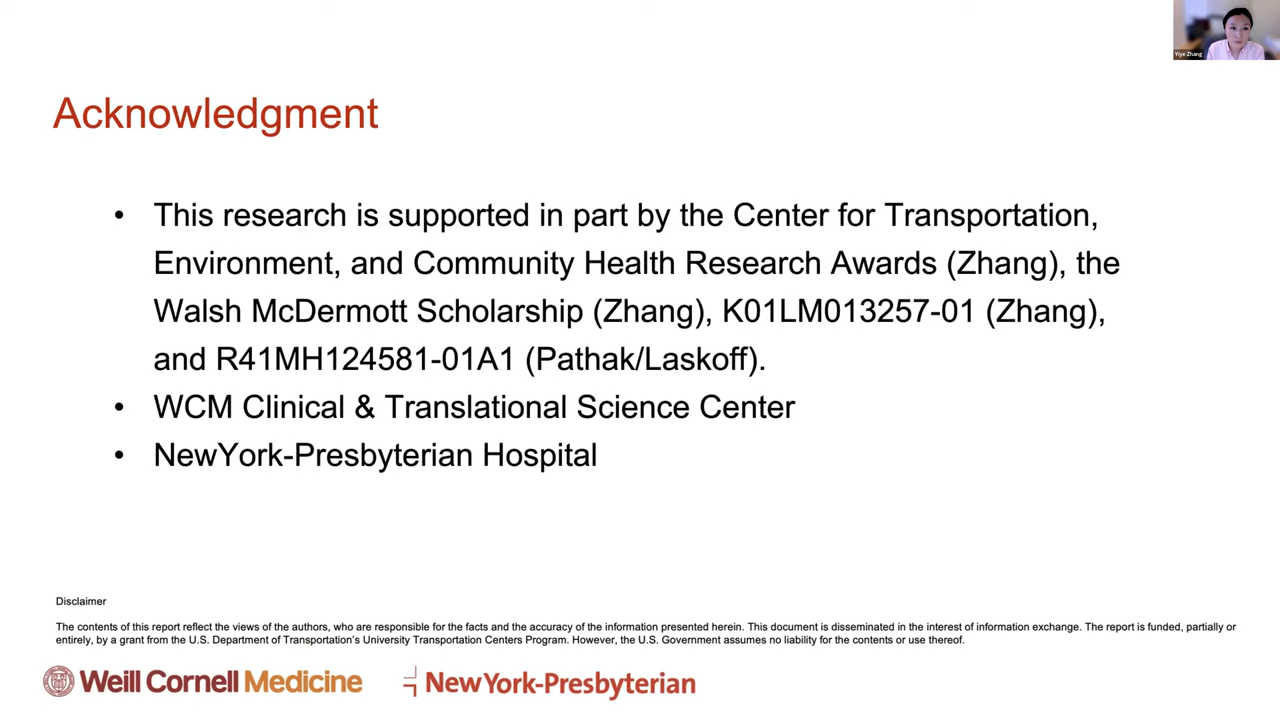 Yiye Zhang
Acknowledgment
• This research is supported in part by the Center for Transportation,
Environment, and Community Health Research Awards (Zhang), the
Walsh McDermott Scholarship (Zhang), K01LM013257-01 (Zhang),
and R41MH124581-01A1 (Pathak/Laskoff).
• WCM Clinical & Translational Science Center
• NewYork-Presbyterian Hospital
Disclaimer
The contents of this report reflect the views of the authors, who are responsible for the facts and the accuracy of the information presented herein. This document is disseminated in the interest of information exchange. The report is funded, partially or
entirely, by a grant from the U.S. Department of Transportation's University Transportation Centers Program. However, the U.S. Government assumes no liability for the contents or use thereof.
Weill Cornell Medicine NewYork-Presbyterian